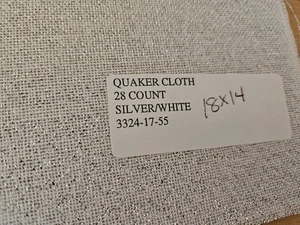 QUAKER CLOTH
28 COUNT
SILVER/WHITE 18x14
3324-17-55